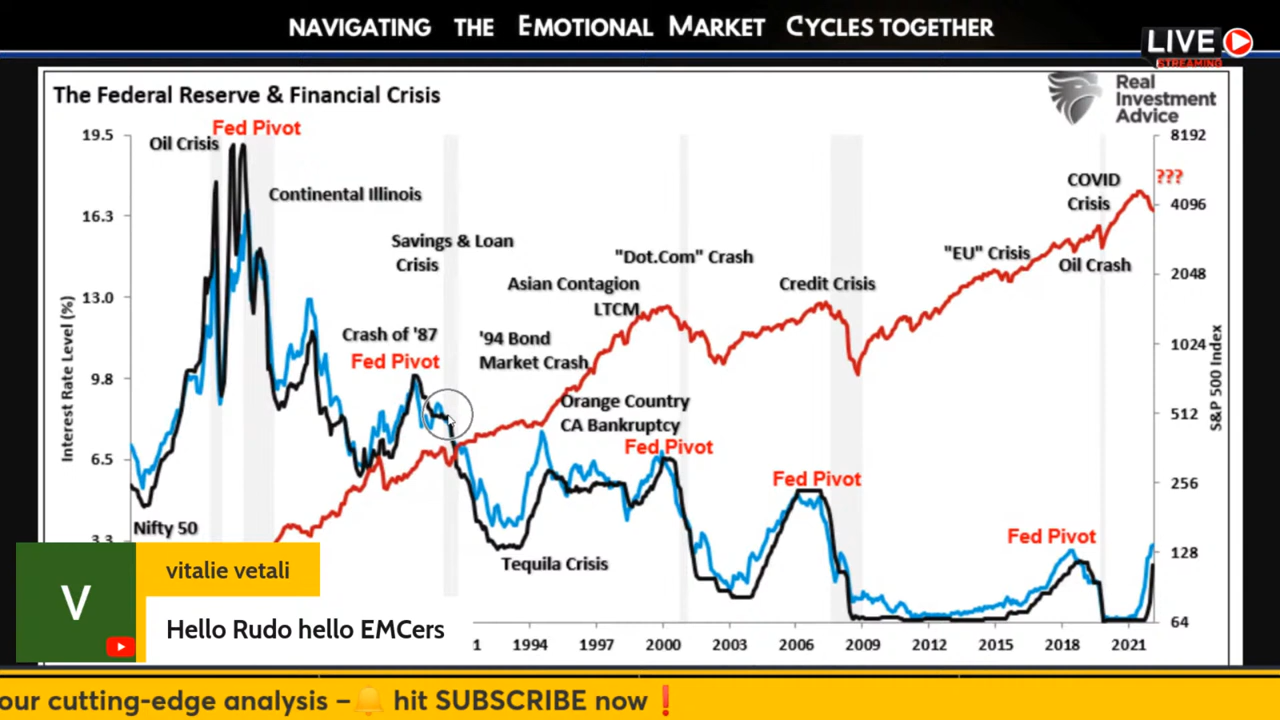 NAVIGATING THE EMOTIONAL MARKET CYCLES TOGETHER
LIVE
STREAMING
The Federal Reserve & Financial Crisis
Real
Investment
Advice
Fed Pivot
19.5
8192
Oil Crisis
COVID
Crisis
???
Continental Illinois
16.3
4096
Savings & Loan
Crisis
"Dot.Com" Crash
"EU" Crisis
Oil Crash
2048
Asian Contagion
LTCM
Credit Crisis
13.0
Crash of '87
Fed Pivot
'94 Bond
Market Crash
1024
9.8
Interest Rate Level (%)
S&P 500 Index
Orange Country
CA Bankruptcy
Fed Pivot
512
6.5
Fed Pivot
256
Nifty 50
3.3
Fed Pivot
128
Tequila Crisis
64
1 1994 1997 2000 2003 2006 2009 2012 2015 2018 2021
V
vitalie vetali
Hello Rudo hello EMCers
our cutting-edge analysis –🔔 hit SUBSCRIBE now❗